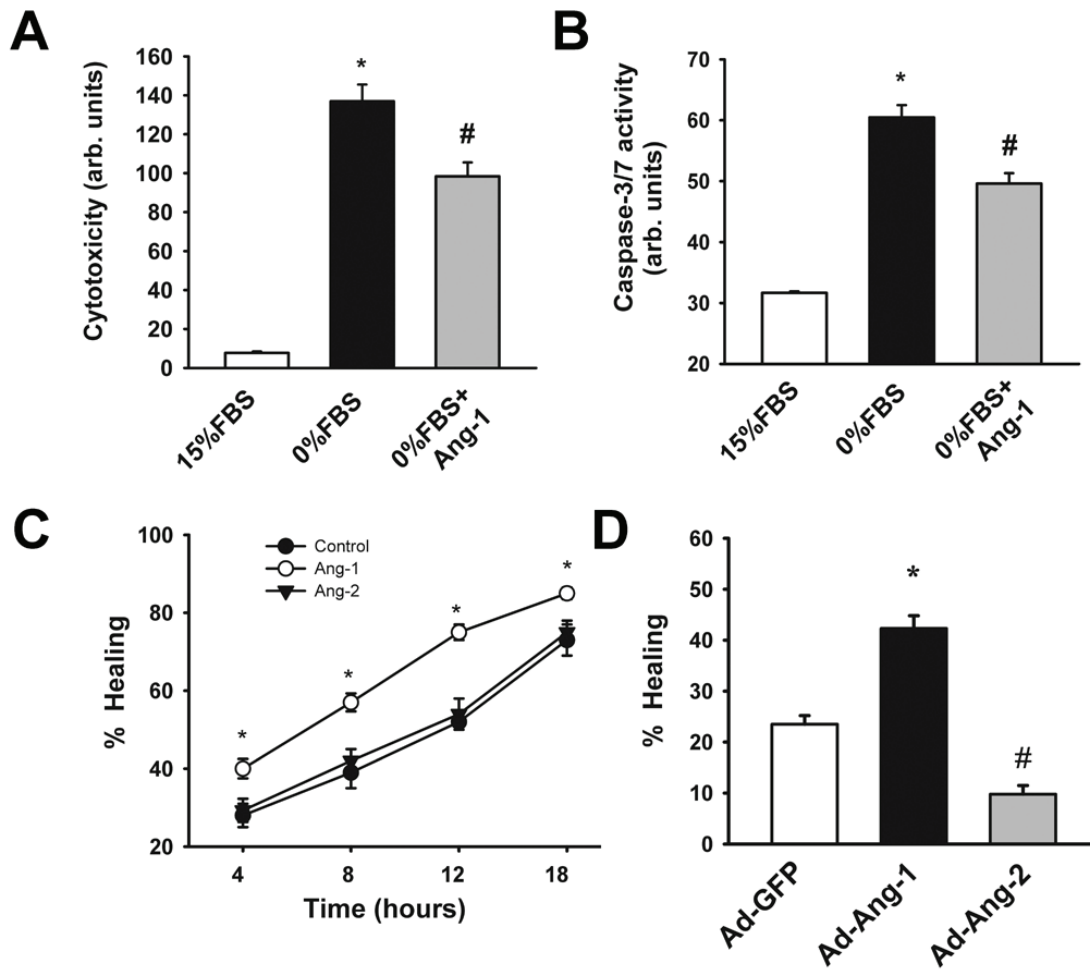 A
Cytotoxicity (arb. units)
160
140
120
100
80
60
40
20
0
*
#
15%FBS
0%FBS
0%FBS+
Ang-1
B
Caspase-3/7 activity
(arb. units)
70
60
50
40
30
20
*
#
15%FBS
0%FBS
0%FBS+
Ang-1
C
% Healing
100
80
60
40
20
Control
Ang-1
Ang-2
*
*
*
*
4
8
12
18
Time (hours)
D
% Healing
60
50
40
30
20
10
0
*
#
Ad-GFP
Ad-Ang-1
Ad-Ang-2